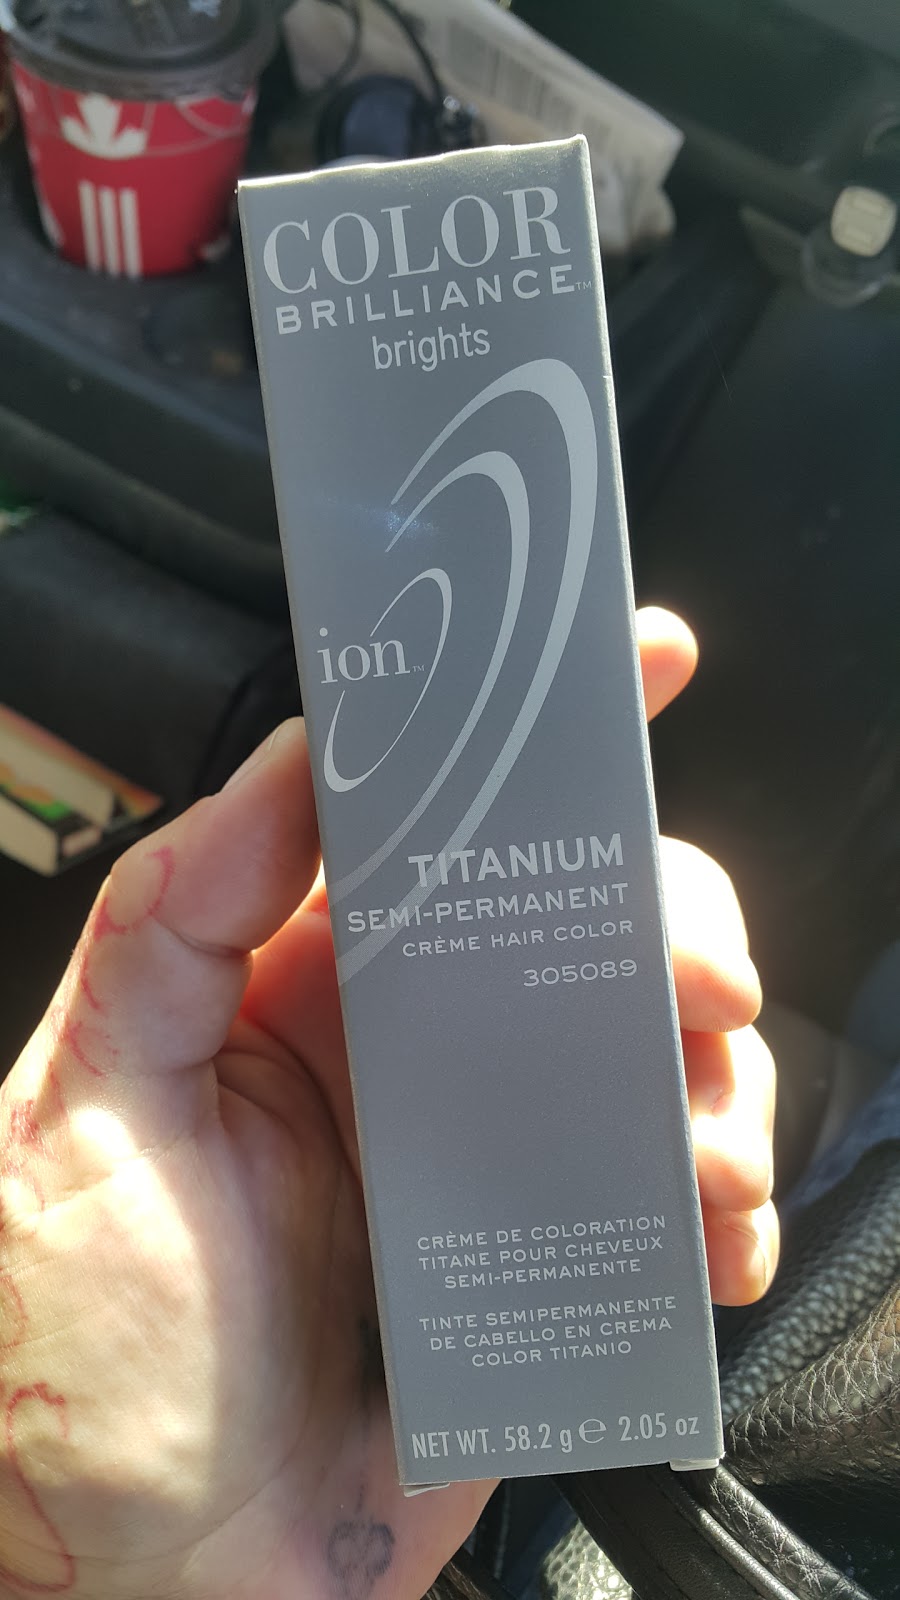 COLOR
BRILLIANCE™
brights
ion™
TITANIUM
SEMI-PERMANENT
CRÈME HAIR COLOR
305089
CRÈME DE COLORATION
TITANE POUR CHEVEUX
SEMI-PERMANENTE
TINTE SEMIPERMANENTE
DE CABELLO EN CREMA
COLOR TITANIO
NET WT. 58.2 g ℮ 2.05 oz